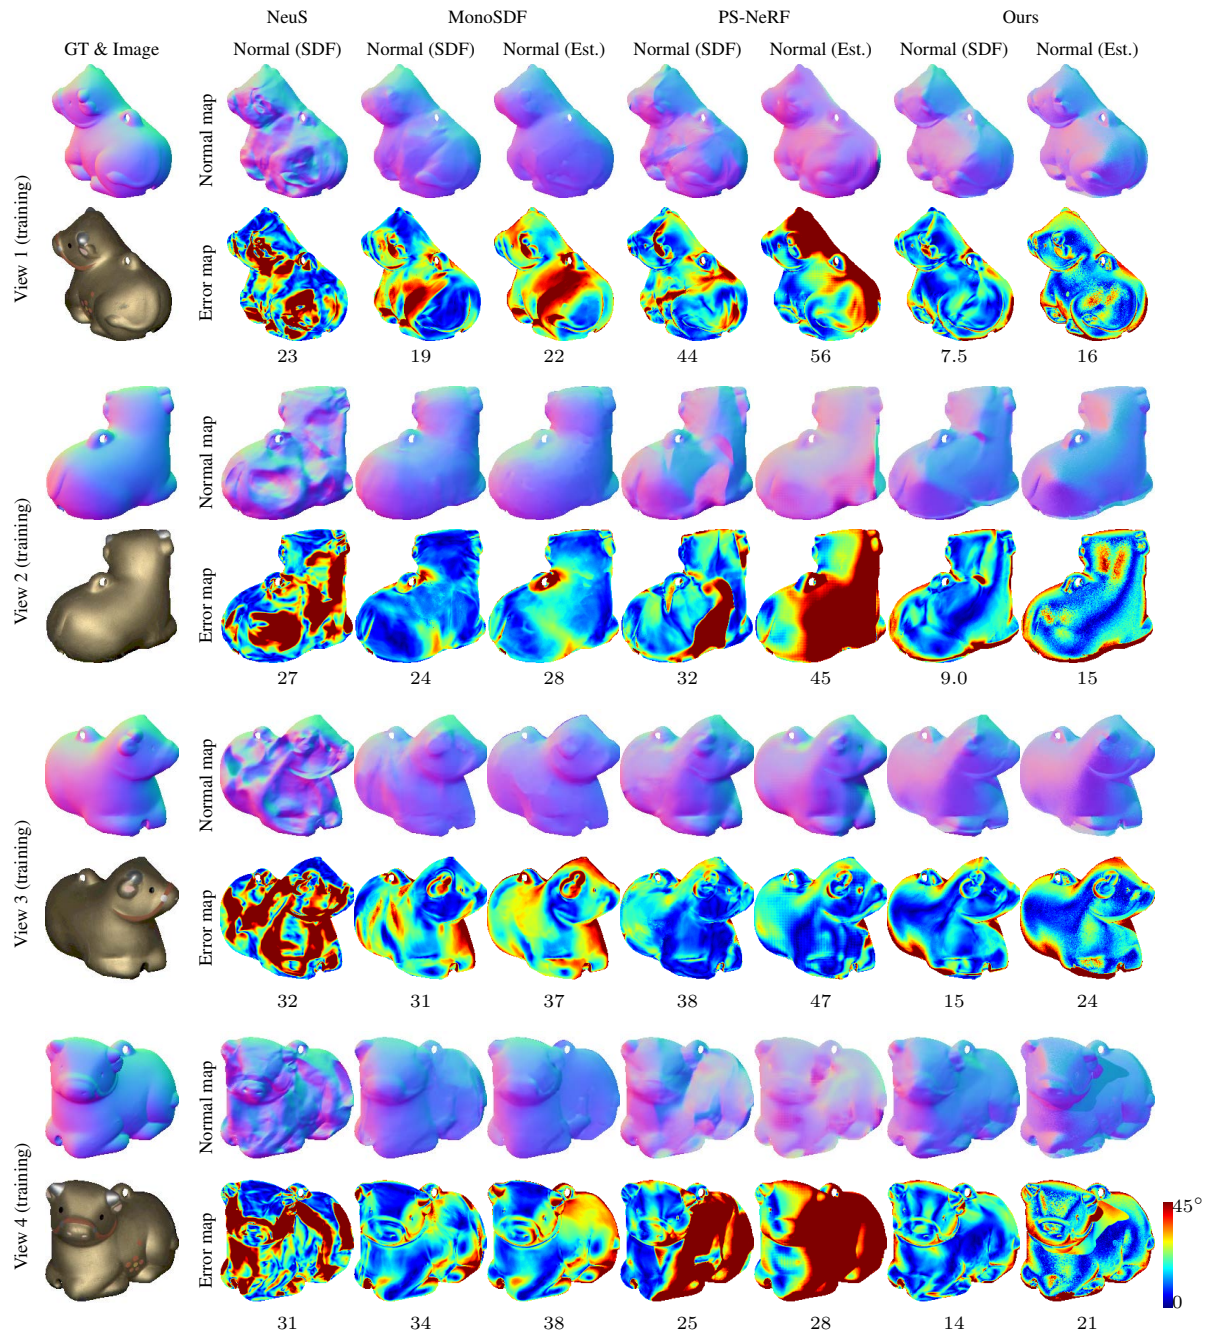 NeuS MonoSDF PS-NeRF Ours
GT & Image Normal (SDF) Normal (SDF) Normal (Est.) Normal (SDF) Normal (Est.) Normal (SDF) Normal (Est.)
View 1 (training)
Normal map
Error map
23 19 22 44 56 7.5 16
View 2 (training)
Normal map
Error map
27 24 28 32 45 9.0 15
View 3 (training)
Normal map
Error map
32 31 37 38 47 15 24
View 4 (training)
Normal map
Error map
45°
0
31 34 38 25 28 14 21